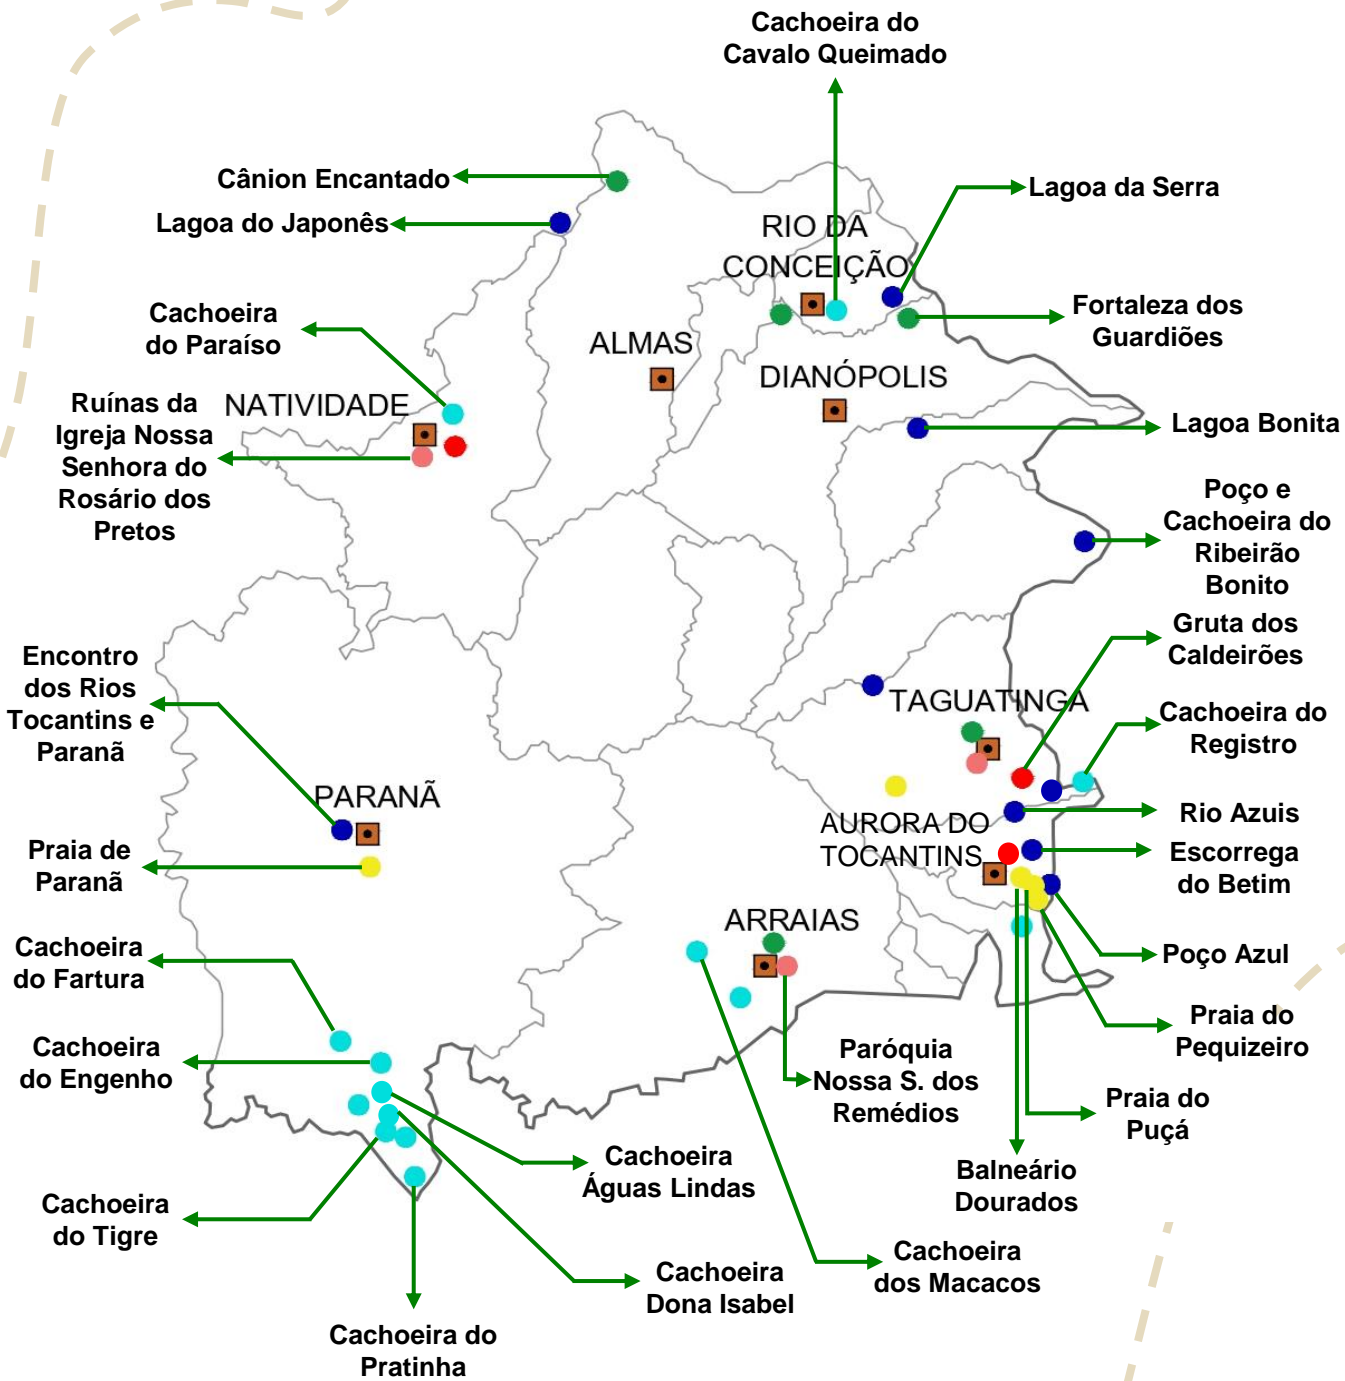 Cachoeira do
Cavalo Queimado
Cânion Encantado
Lagoa do Japonês
Lagoa da Serra
RIO DA
CONCEIÇÃO
Cachoeira
do Paraíso
Fortaleza dos
Guardiões
ALMAS
DIANÓPOLIS
NATIVIDADE
Ruínas da
Igreja Nossa
Senhora do
Rosário dos
Pretos
Lagoa Bonita
Poço e
Cachoeira do
Ribeirão
Bonito
Gruta dos
Caldeirões
Encontro
dos Rios
Tocantins e
Paranã
TAGUATINGA
Cachoeira do
Registro
PARANÃ
Rio Azuis
AURORA DO
TOCANTINS
Praia de
Paranã
Escorrega
do Betim
ARRAIAS
Poço Azul
Cachoeira
do Fartura
Praia do
Pequizeiro
Cachoeira
do Engenho
Paróquia
Nossa S. dos
Remédios
Praia do
Puçá
Cachoeira
Águas Lindas
Balneário
Dourados
Cachoeira
do Tigre
Cachoeira
dos Macacos
Cachoeira
Dona Isabel
Cachoeira do
Pratinha